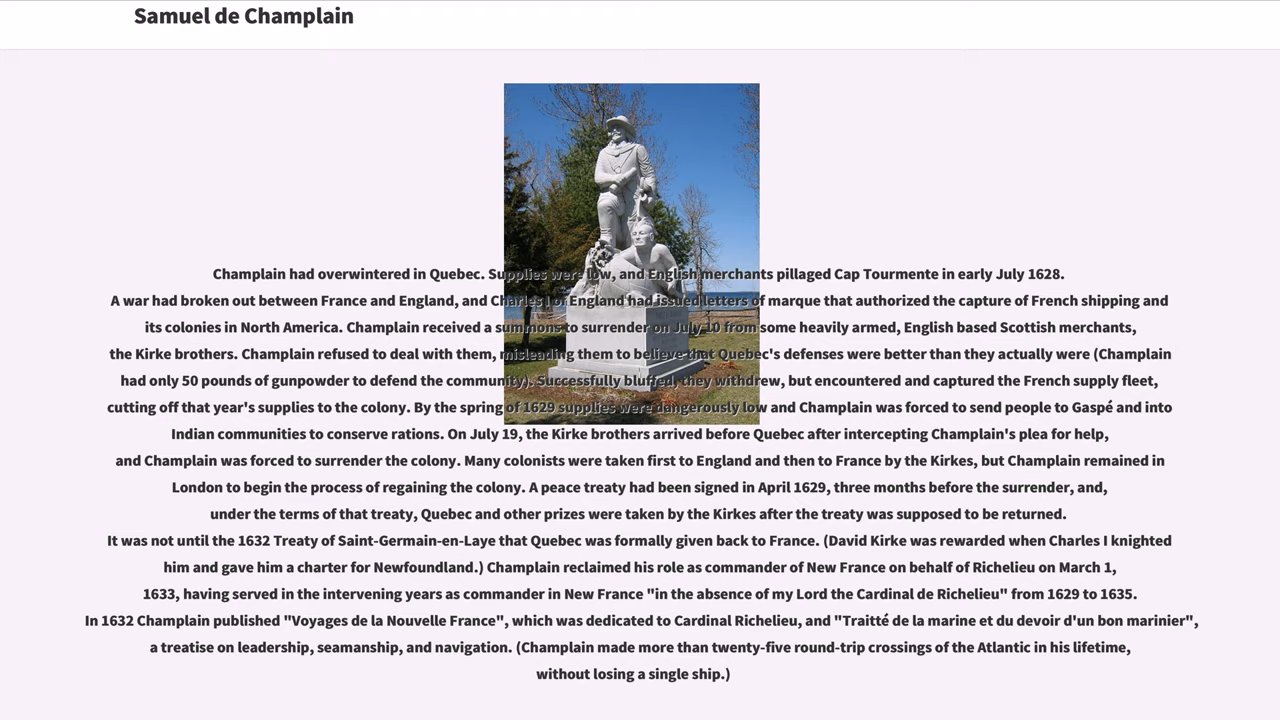 Samuel de Champlain
Champlain had overwintered in Quebec. Supplies were low, and English merchants pillaged Cap Tourmente in early July 1628.
A war had broken out between France and England, and Charles I of England had issued letters of marque that authorized the capture of French shipping and
its colonies in North America. Champlain received a summons to surrender on July 10 from some heavily armed, English based Scottish merchants,
the Kirke brothers. Champlain refused to deal with them, misleading them to believe that Quebec's defenses were better than they actually were (Champlain
had only 50 pounds of gunpowder to defend the community). Successfully bluffed, they withdrew, but encountered and captured the French supply fleet,
cutting off that year's supplies to the colony. By the spring of 1629 supplies were dangerously low and Champlain was forced to send people to Gaspé and into
Indian communities to conserve rations. On July 19, the Kirke brothers arrived before Quebec after intercepting Champlain's plea for help,
and Champlain was forced to surrender the colony. Many colonists were taken first to England and then to France by the Kirkes, but Champlain remained in
London to begin the process of regaining the colony. A peace treaty had been signed in April 1629, three months before the surrender, and,
under the terms of that treaty, Quebec and other prizes were taken by the Kirkes after the treaty was supposed to be returned.
It was not until the 1632 Treaty of Saint-Germain-en-Laye that Quebec was formally given back to France. (David Kirke was rewarded when Charles I knighted
him and gave him a charter for Newfoundland.) Champlain reclaimed his role as commander of New France on behalf of Richelieu on March 1,
1633, having served in the intervening years as commander in New France "in the absence of my Lord the Cardinal de Richelieu" from 1629 to 1635.
In 1632 Champlain published "Voyages de la Nouvelle France", which was dedicated to Cardinal Richelieu, and "Traitté de la marine et du devoir d'un bon marinier",
a treatise on leadership, seamanship, and navigation. (Champlain made more than twenty-five round-trip crossings of the Atlantic in his lifetime,
without losing a single ship.)